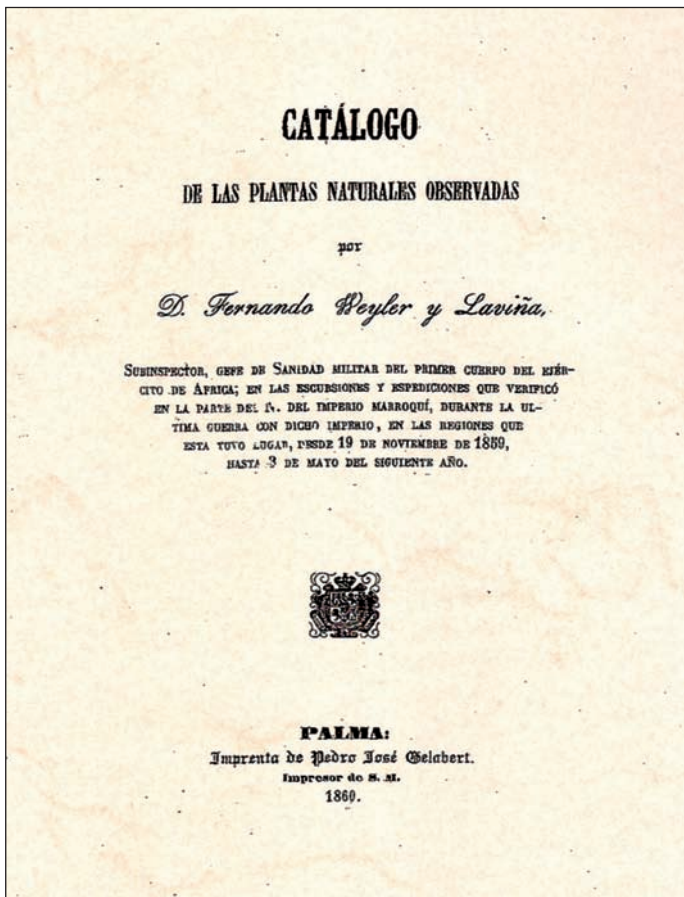 CATÁLOGO
DE LAS PLANTAS NATURALES OBSERVADAS
por
D. Fernando Weyler y Laviña,
SUBINSPECTOR, GEFE DE SANIDAD MILITAR DEL PRIMER CUERPO DEL EJÉR-
CITO DE ÁFRICA; EN LAS ESCURSIONES Y ESPEDICIONES QUE VERIFICÓ
EN LA PARTE DEL N. DEL IMPERIO MARROQUÍ, DURANTE LA UL-
TIMA GUERRA CON DICHO IMPERIO, EN LAS REGIONES QUE
ESTA TUVO LUGAR, DESDE 19 DE NOVIEMBRE DE 1859,
HASTA 3 DE MAYO DEL SIGUIENTE AÑO.
PALMA:
Imprenta de Pedro José Gelabert.
Impresor de S. M.
1860.